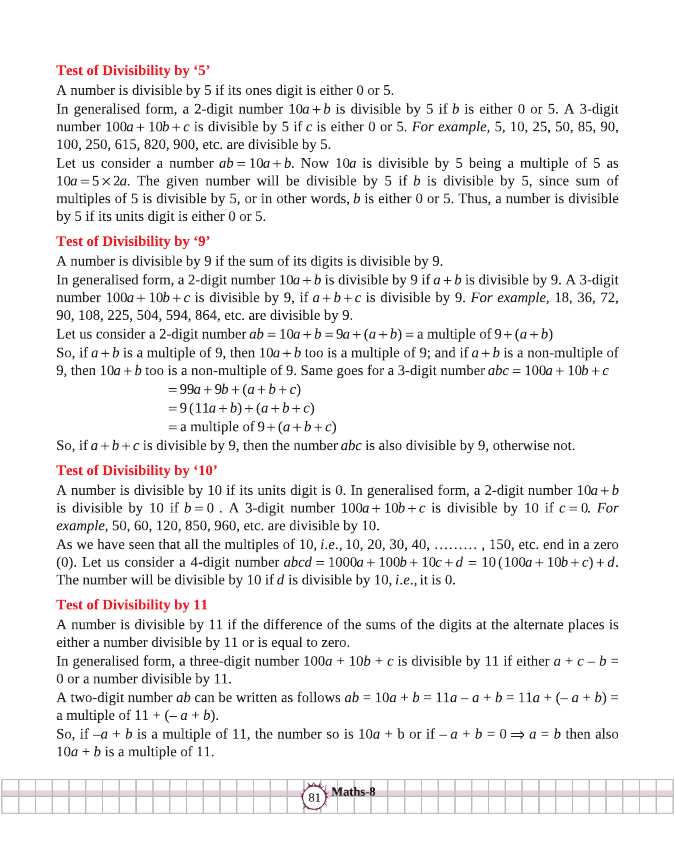 Test of Divisibility by ‘5’
A number is divisible by 5 if its ones digit is either 0 or 5.
In generalised form, a 2-digit number 10a + b is divisible by 5 if b is either 0 or 5. A 3-digit
number 100a + 10b + c is divisible by 5 if c is either 0 or 5. For example, 5, 10, 25, 50, 85, 90,
100, 250, 615, 820, 900, etc. are divisible by 5.
Let us consider a number ab = 10a + b. Now 10a is divisible by 5 being a multiple of 5 as
10a = 5 × 2a. The given number will be divisible by 5 if b is divisible by 5, since sum of
multiples of 5 is divisible by 5, or in other words, b is either 0 or 5. Thus, a number is divisible
by 5 if its units digit is either 0 or 5.
Test of Divisibility by ‘9’
A number is divisible by 9 if the sum of its digits is divisible by 9.
In generalised form, a 2-digit number 10a + b is divisible by 9 if a + b is divisible by 9. A 3-digit
number 100a + 10b + c is divisible by 9, if a + b + c is divisible by 9. For example, 18, 36, 72,
90, 108, 225, 504, 594, 864, etc. are divisible by 9.
Let us consider a 2-digit number ab = 10a + b = 9a + (a + b) = a multiple of 9 + (a + b)
So, if a + b is a multiple of 9, then 10a + b too is a multiple of 9; and if a + b is a non-multiple of
9, then 10a + b too is a non-multiple of 9. Same goes for a 3-digit number abc = 100a + 10b + c
= 99a + 9b + (a + b + c)
= 9 (11a + b) + (a + b + c)
= a multiple of 9 + (a + b + c)
So, if a + b + c is divisible by 9, then the number abc is also divisible by 9, otherwise not.
Test of Divisibility by ‘10’
A number is divisible by 10 if its units digit is 0. In generalised form, a 2-digit number 10a + b
is divisible by 10 if b = 0 . A 3-digit number 100a + 10b + c is divisible by 10 if c = 0. For
example, 50, 60, 120, 850, 960, etc. are divisible by 10.
As we have seen that all the multiples of 10, i.e., 10, 20, 30, 40, ......... , 150, etc. end in a zero
(0). Let us consider a 4-digit number abcd = 1000a + 100b + 10c + d = 10 (100a + 10b + c) + d.
The number will be divisible by 10 if d is divisible by 10, i.e., it is 0.
Test of Divisibility by 11
A number is divisible by 11 if the difference of the sums of the digits at the alternate places is
either a number divisible by 11 or is equal to zero.
In generalised form, a three-digit number 100a + 10b + c is divisible by 11 if either a + c – b =
0 or a number divisible by 11.
A two-digit number ab can be written as follows ab = 10a + b = 11a – a + b = 11a + (– a + b) =
a multiple of 11 + (– a + b).
So, if –a + b is a multiple of 11, the number so is 10a + b or if – a + b = 0 ⇒ a = b then also
10a + b is a multiple of 11.
81 Maths-8